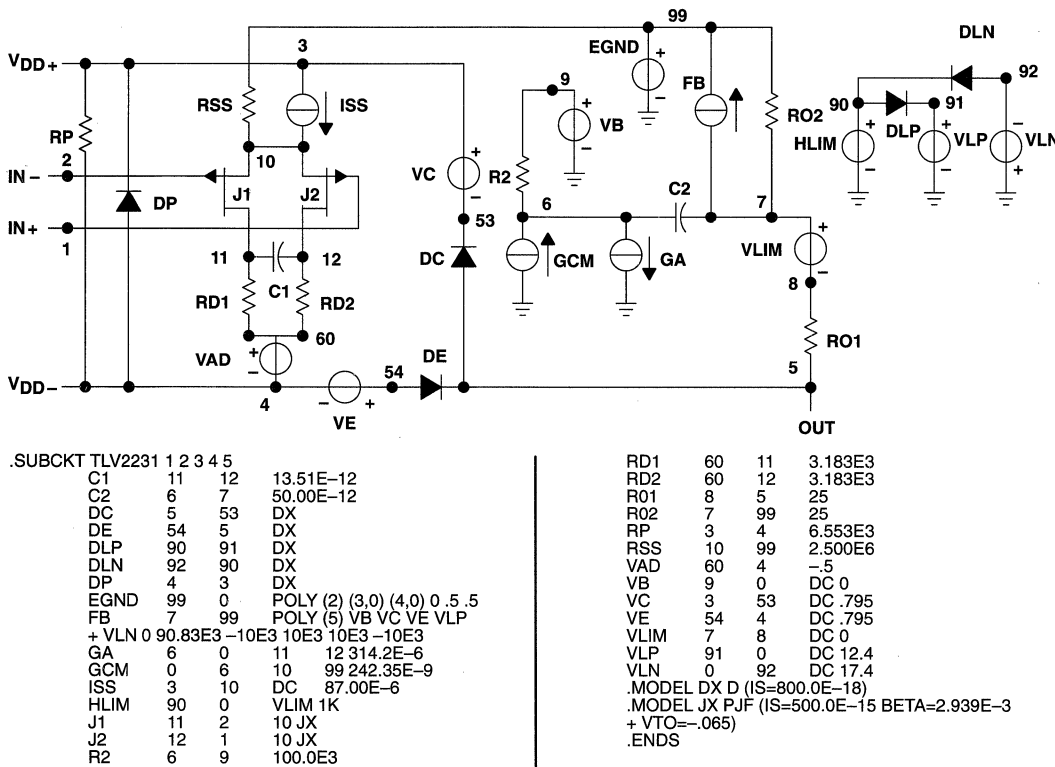 99
DLN
V DD+
3
EGND
+
–
9
FB
92
RSS
ISS
+
VB
–
RO2
90
91
RP
+
HLIM
–
DLP
+
VLP
–
–
VLN
+
2
10
IN –
J1
J2
+
VC
–
R2
C2
DP
53
6
7
IN+
1
11
12
C1
DC
GCM
GA
VLIM
+
–
8
RD1
RD2
60
RO1
VAD
+
–
DE
5
V DD–
54
4
–
+
VE
OUT
.SUBCKT TLV2231 1 2 3 4 5
C1 11 12 13.51E–12
C2 6 7 50.00E–12
DC 5 53 DX
DE 54 5 DX
DLP 90 91 DX
DLN 92 90 DX
DP 4 3 DX
EGND 99 0 POLY (2) (3,0) (4,0) 0 .5 .5
FB 7 99 POLY (5) VB VC VE VLP
+ VLN 0 90.83E3 –10E3 10E3 10E3 –10E3
GA 6 0 11 12 314.2E–6
GCM 0 6 10 99 242.35E–9
ISS 3 10 DC 87.00E–6
HLIM 90 0 VLIM 1K
J1 11 2 10 JX
J2 12 1 10 JX
R2 6 9 100.0E3
RD1 60 11 3.183E3
RD2 60 12 3.183E3
R01 8 5 25
R02 7 99 25
RP 3 4 6.553E3
RSS 10 99 2.500E6
VAD 60 4 –.5
VB 9 0 DC 0
VC 3 53 DC .795
VE 54 4 DC .795
VLIM 7 8 DC 0
VLP 91 0 DC 12.4
VLN 0 92 DC 17.4
.MODEL DX D (IS=800.0E–18)
.MODEL JX PJF (IS=500.0E–15 BETA=2.939E–3
+ VTO=–.065)
.ENDS